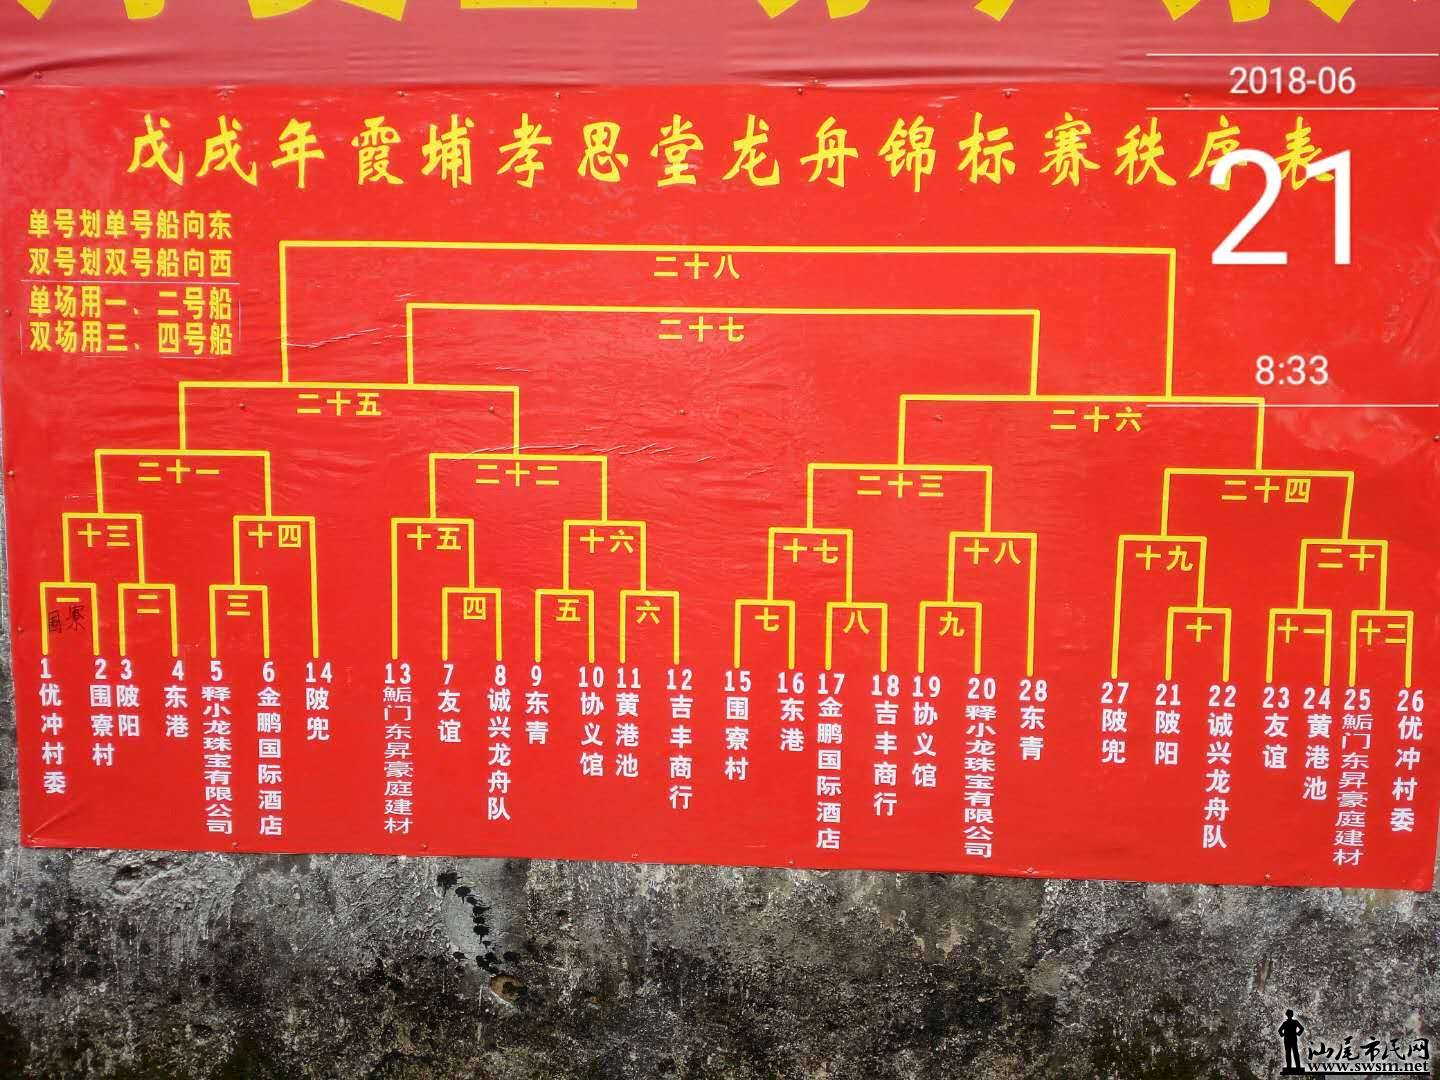 2018-06
21
8:33
戊戌年霞埔孝思堂龙舟锦标赛秩序表
单号划单号船向东
双号划双号船向西
单场用一、二号船
双场用三、四号船
二十八
二十七
二十五
二十六
二十一
二十二
二十三
二十四
十三
十四
十五
十六
十七
十八
十九
二十
一
二
三
四
五
六
七
八
九
十
十一
十二
围寮
1 优冲村委
2 围寮村
3 陂阳
4 东港
5 释小龙珠宝有限公司
6 金鹏国际酒店
14 陂兜
13 鮜门东昇豪庭建材
7 友谊
8 诚兴龙舟队
9 东青
10 协义馆
11 黄港池
12 吉丰商行
15 围寮村
16 东港
17 金鹏国际酒店
18 吉丰商行
19 协义馆
20 释小龙珠宝有限公司
28 东青
27 陂兜
21 陂阳
22 诚兴龙舟队
23 友谊
24 黄港池
25 鮜门东昇豪庭建材
26 优冲村委
汕尾市民网
www.swsm.net